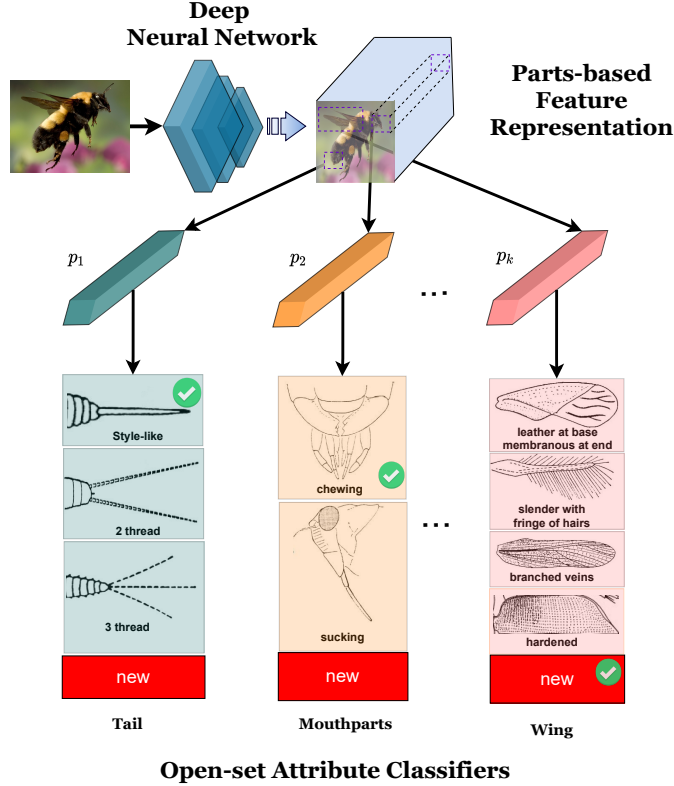 Deep
Neural Network
Parts-based
Feature
Representation
p₁
p₂
...
pₖ
Style-like
2 thread
3 thread
new
Tail
chewing
sucking
new
Mouthparts
...
leather at base
membranous at end
slender with
fringe of hairs
branched veins
hardened
new
Wing
Open-set Attribute Classifiers